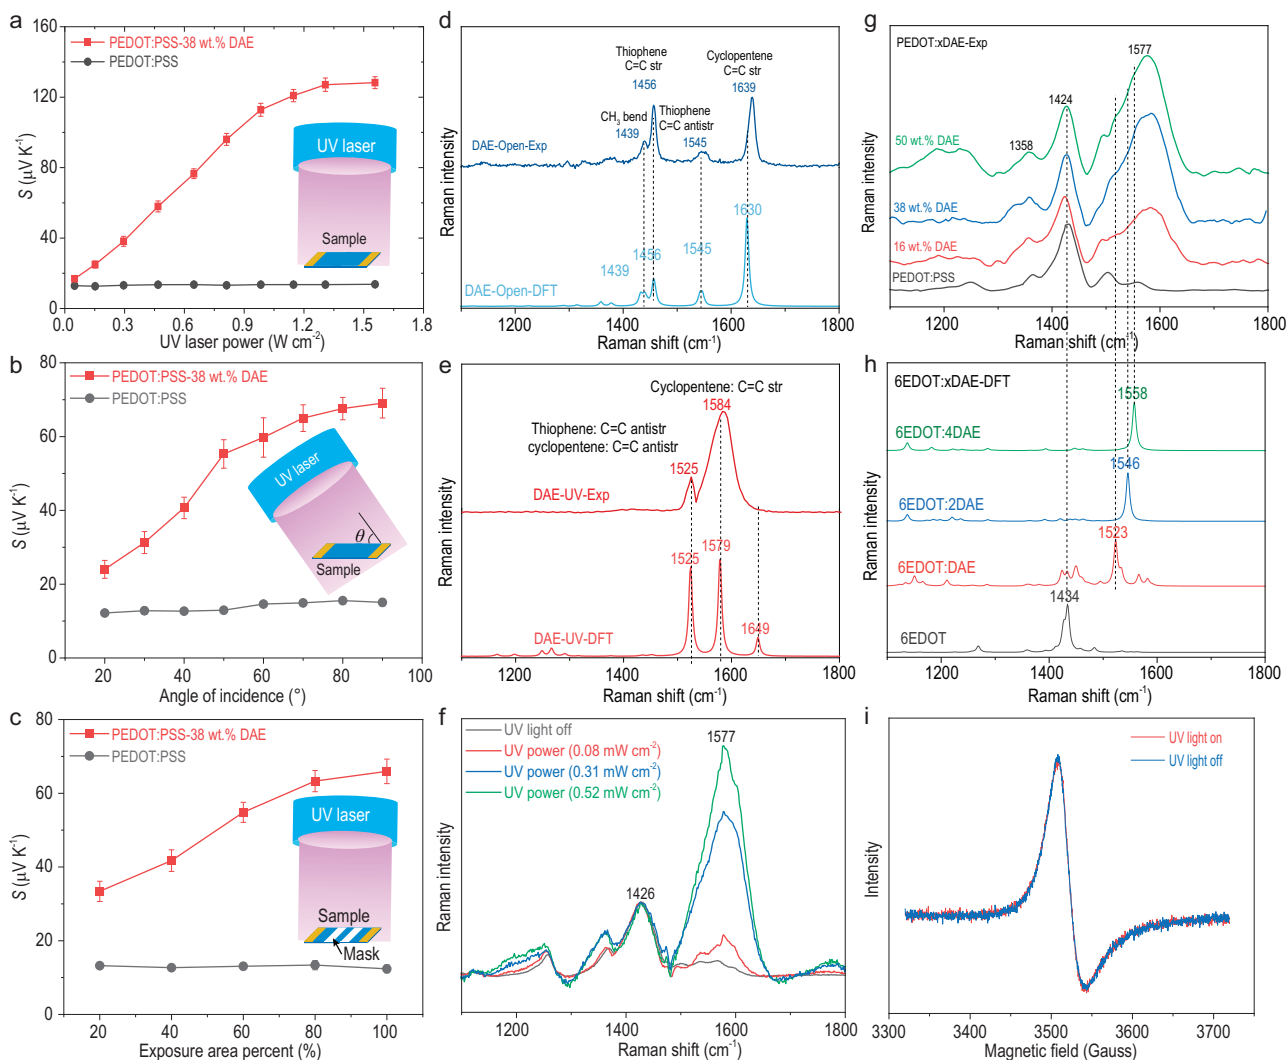 a
160
120
80
40
0
0.0
0.3
0.6
0.9
1.2
1.5
1.8
S (μV K⁻¹)
UV laser power (W cm⁻²)
PEDOT:PSS-38 wt.% DAE
PEDOT:PSS
UV laser
Sample
b
80
60
40
20
0
20
40
60
80
100
S (μV K⁻¹)
Angle of incidence (°)
PEDOT:PSS-38 wt.% DAE
PEDOT:PSS
UV laser
θ
Sample
c
80
60
40
20
0
20
40
60
80
100
S (μV K⁻¹)
Exposure area percent (%)
PEDOT:PSS-38 wt.% DAE
PEDOT:PSS
UV laser
Sample
Mask
d
Raman intensity
Thiophene
C=C str
1456
Cyclopentene
C=C str
1639
CH₃ bend
1439
Thiophene
C=C antistr
1545
DAE-Open-Exp
1630
1439
1456
1545
DAE-Open-DFT
1200
1400
1600
1800
Raman shift (cm⁻¹)
e
Raman intensity
Cyclopentene: C=C str
1584
Thiophene: C=C antistr
cyclopentene: C=C antistr
1525
DAE-UV-Exp
1525
1579
1649
DAE-UV-DFT
1200
1400
1600
1800
Raman shift (cm⁻¹)
f
Raman intensity
UV light off
UV power (0.08 mW cm⁻²)
UV power (0.31 mW cm⁻²)
UV power (0.52 mW cm⁻²)
1577
1426
1200
1400
1600
1800
Raman shift (cm⁻¹)
g
Raman intensity
PEDOT:xDAE-Exp
1577
1424
1358
50 wt.% DAE
38 wt.% DAE
16 wt.% DAE
PEDOT:PSS
1200
1400
1600
1800
Raman shift (cm⁻¹)
h
Raman intensity
6EDOT:xDAE-DFT
1558
6EDOT:4DAE
1546
6EDOT:2DAE
1523
6EDOT:DAE
1434
6EDOT
1200
1400
1600
1800
Raman shift (cm⁻¹)
i
Intensity
UV light on
UV light off
3300
3400
3500
3600
3700
Magnetic field (Gauss)